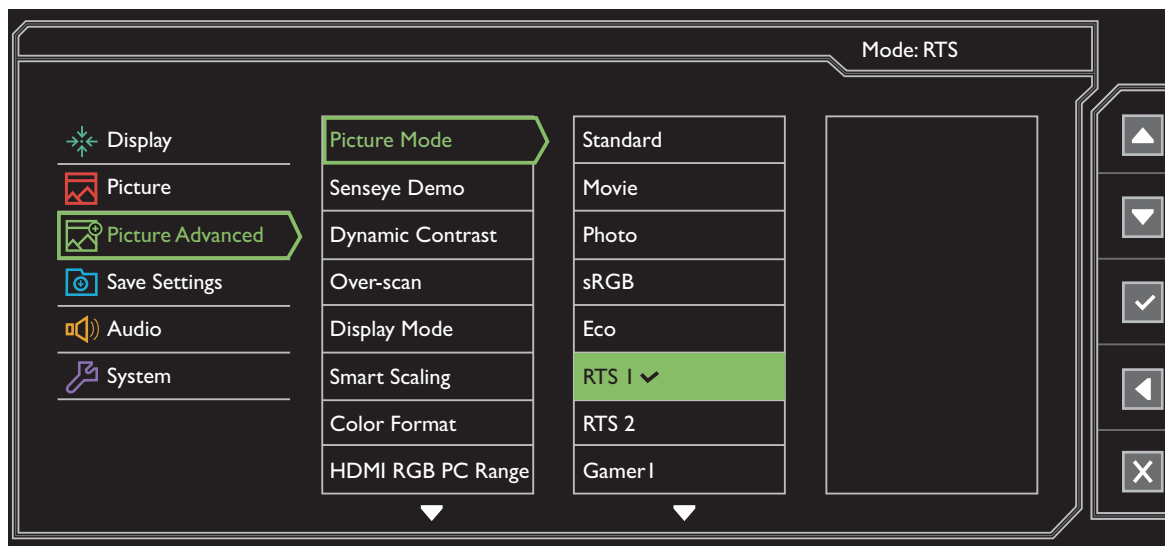 Mode: RTS
Display
Picture
Picture Advanced
Save Settings
Audio
System
Picture Mode
Senseye Demo
Dynamic Contrast
Over-scan
Display Mode
Smart Scaling
Color Format
HDMI RGB PC Range
Standard
Movie
Photo
sRGB
Eco
RTS 1
RTS 2
Gamer1